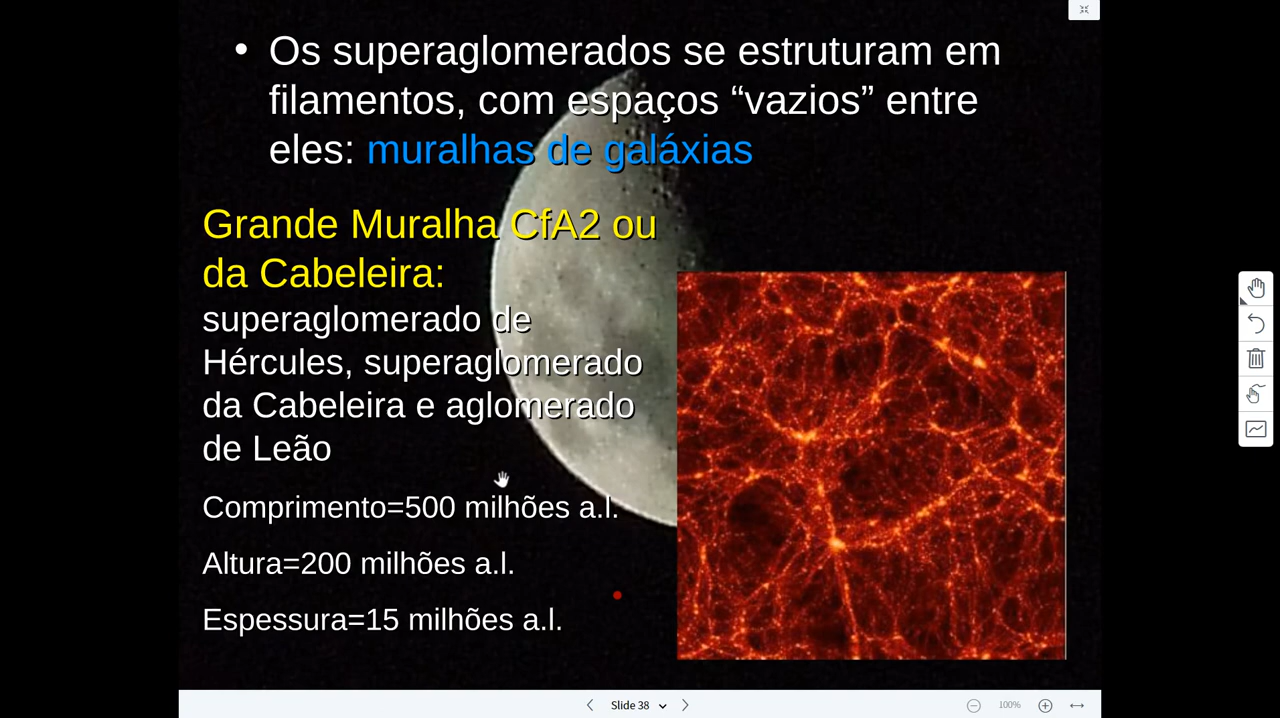 • Os superaglomerados se estruturam em
filamentos, com espaços “vazios” entre
eles: muralhas de galáxias
Grande Muralha CfA2 ou
da Cabeleira:
superaglomerado de
Hércules, superaglomerado
da Cabeleira e aglomerado
de Leão
Comprimento=500 milhões a.l.
Altura=200 milhões a.l.
Espessura=15 milhões a.l.
Slide 38
100%